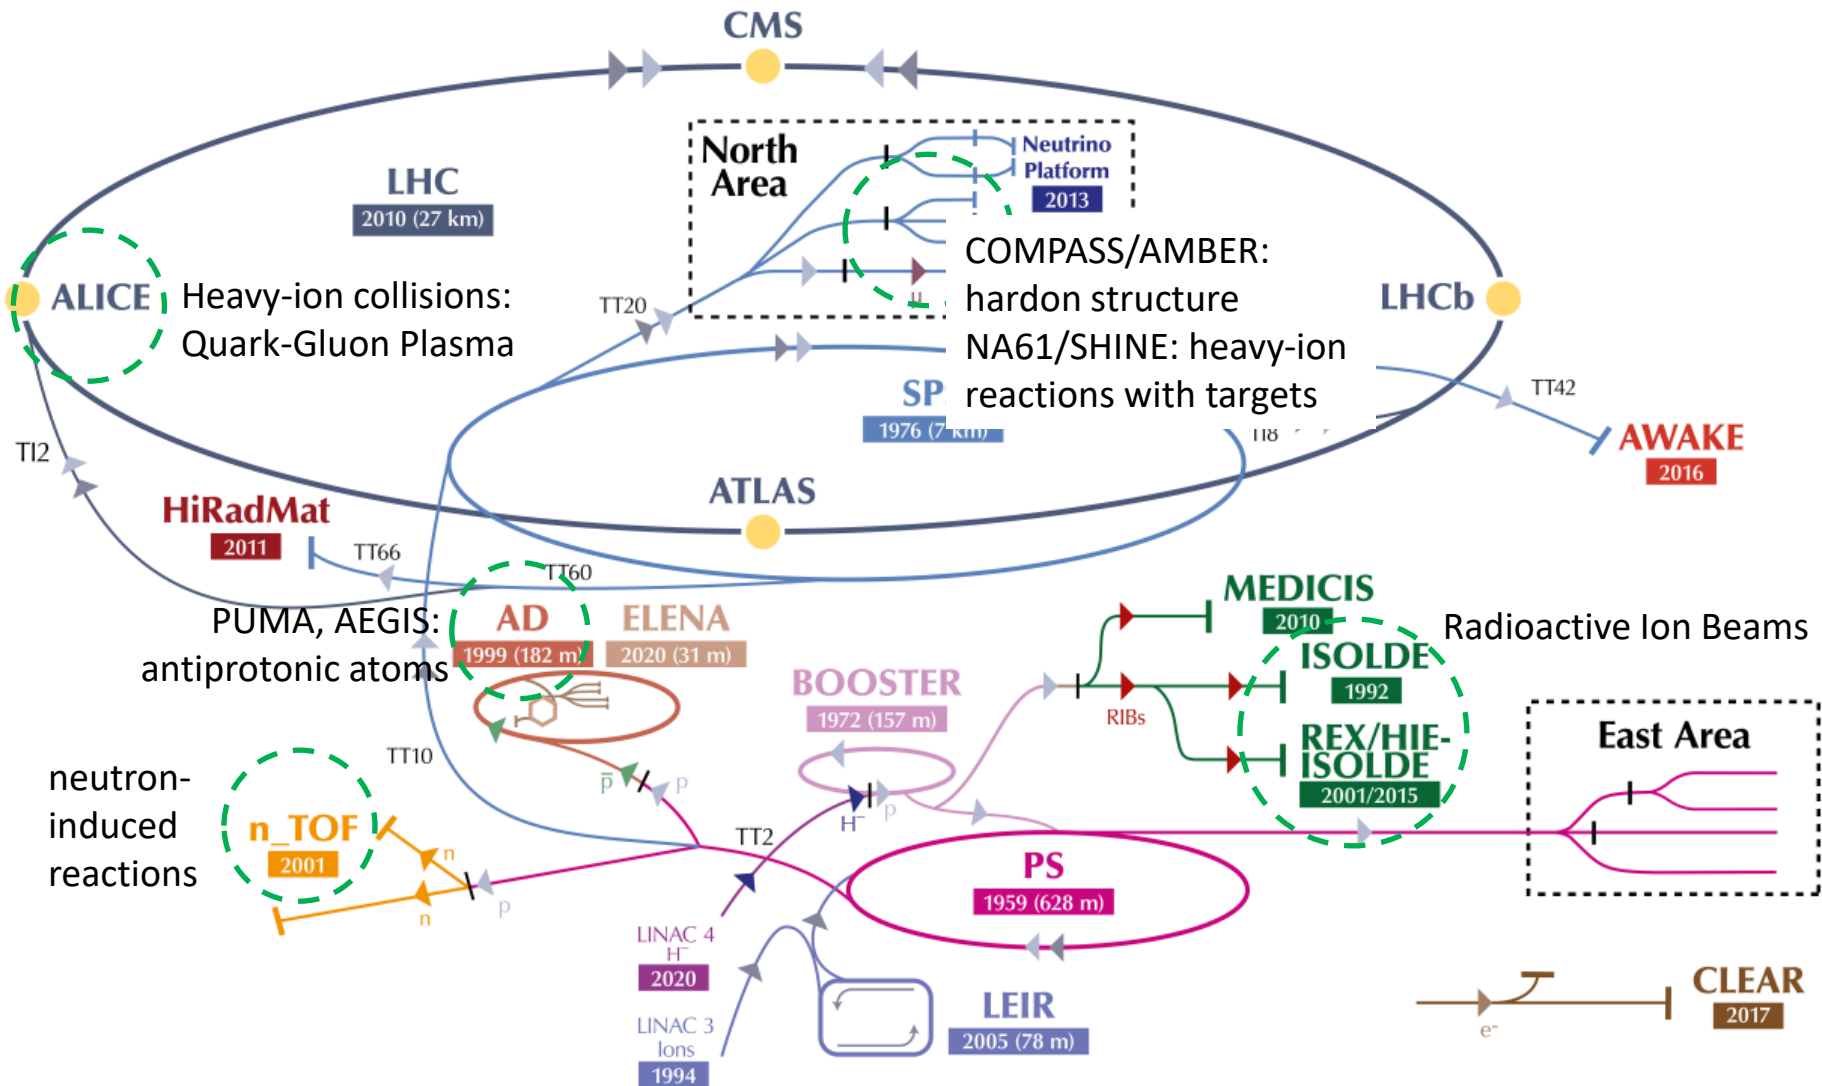 CMS
North
Area
Neutrino
Platform
2013
LHC
2010 (27 km)
COMPASS/AMBER:
hardon structure
NA61/SHINE: heavy-ion
reactions with targets
ALICE
Heavy-ion collisions:
Quark-Gluon Plasma
TT20
LHCb
SP
1976 (7 km)
TT42
TI8
AWAKE
2016
TI2
ATLAS
HiRadMat
2011
TT66
TT60
PUMA, AEGIS:
antiprotonic atoms
AD
1999 (182 m)
ELENA
2020 (31 m)
MEDICIS
2010
Radioactive Ion Beams
ISOLDE
1992
BOOSTER
1972 (157 m)
RIBs
REX/HIE-
ISOLDE
2001/2015
East Area
TT10
p̅
p
neutron-
induced
reactions
n_TOF
2001
n
n
p
TT2
H⁻
p
PS
1959 (628 m)
LINAC 4
H⁻
2020
LINAC 3
Ions
1994
LEIR
2005 (78 m)
CLEAR
2017
e⁻